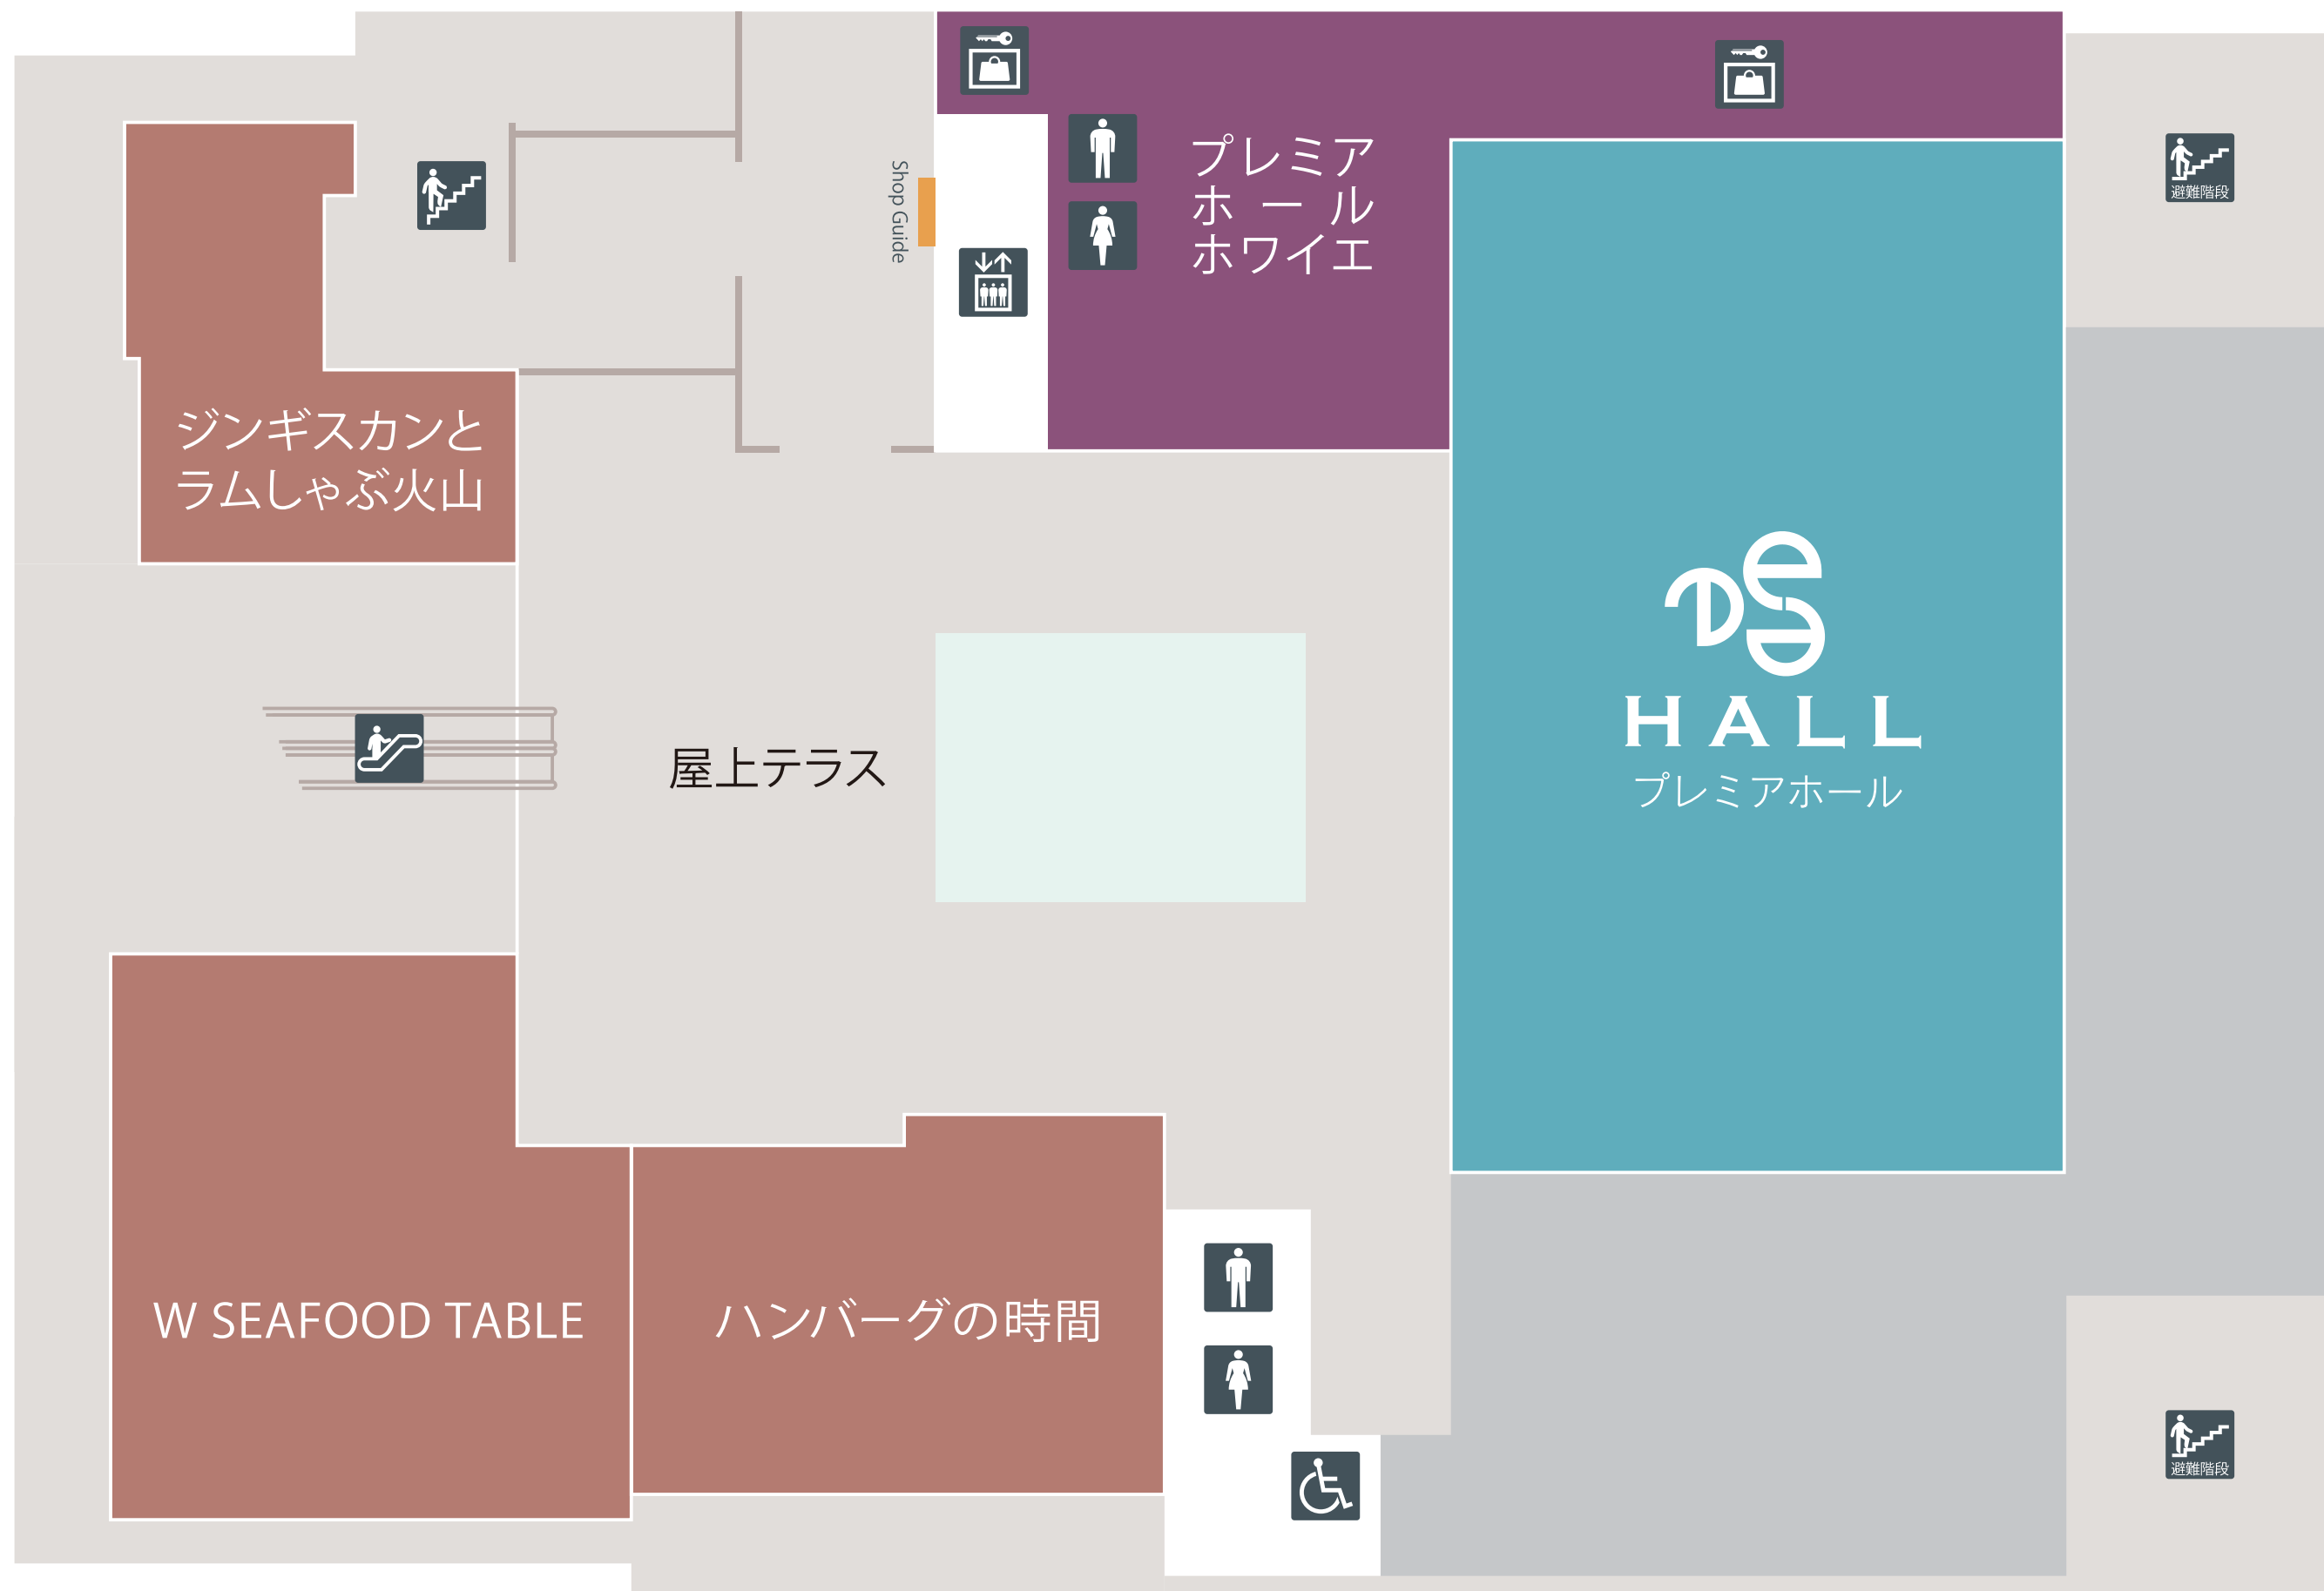 Shop Guide
プレミア
ホール
ホワイエ
避難階段
ジンギスカンと
ラムしゃぶ火山
DSS
HALL
プレミアホール
屋上テラス
W SEAFOOD TABLE
ハンバーグの時間
避難階段